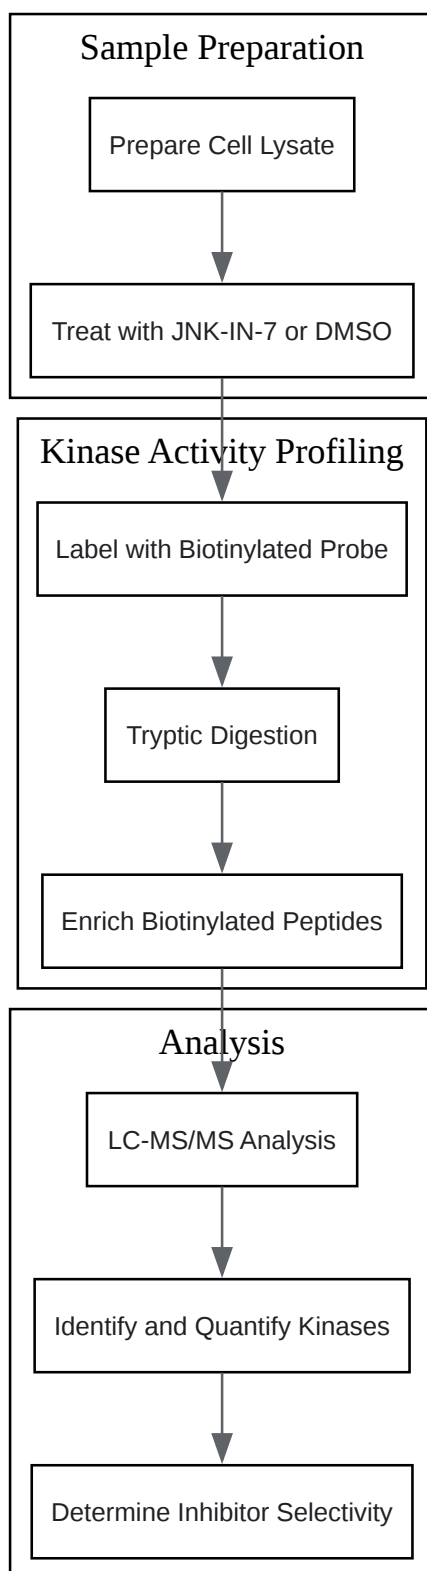 Sample Preparation
Prepare Cell Lysate
Treat with JNK-IN-7 or DMSO
Kinase Activity Profiling
Label with Biotinylated Probe
Tryptic Digestion
Enrich Biotinylated Peptides
Analysis
LC-MS/MS Analysis
Identify and Quantify Kinases
Determine Inhibitor Selectivity